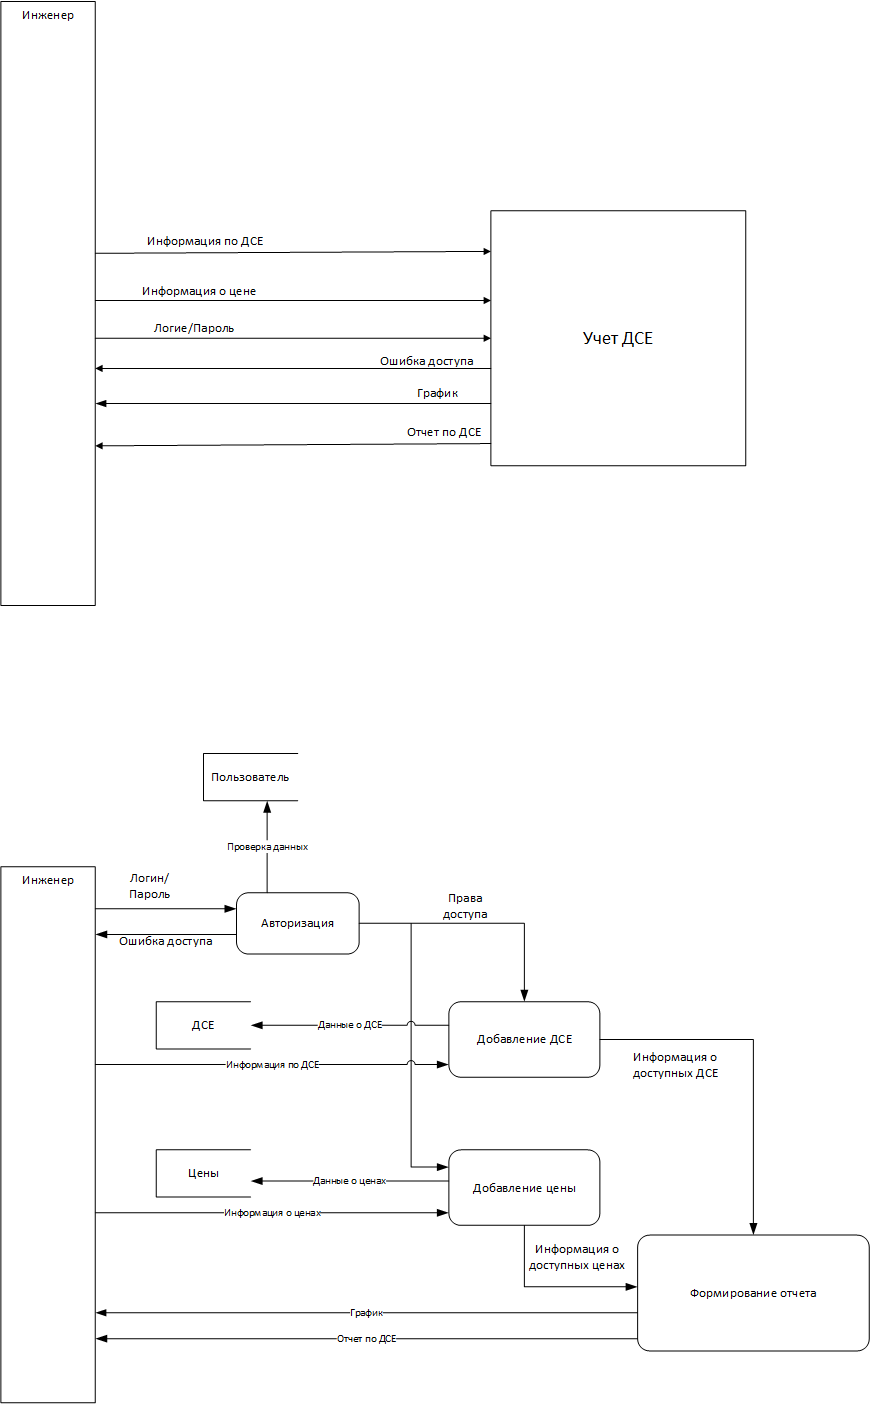 Инженер
Информация по ДСЕ
Информация о цене
Логие/Пароль
Ошибка доступа
График
Отчет по ДСЕ
Учет ДСЕ
Пользователь
Проверка данных
Инженер
Логин/
Пароль
Ошибка доступа
Авторизация
Права
доступа
ДСЕ
Данные о ДСЕ
Добавление ДСЕ
Информация по ДСЕ
Информация о
доступных ДСЕ
Цены
Данные о ценах
Добавление цены
Информация о ценах
Информация о
доступных ценах
Формирование отчета
График
Отчет по ДСЕ